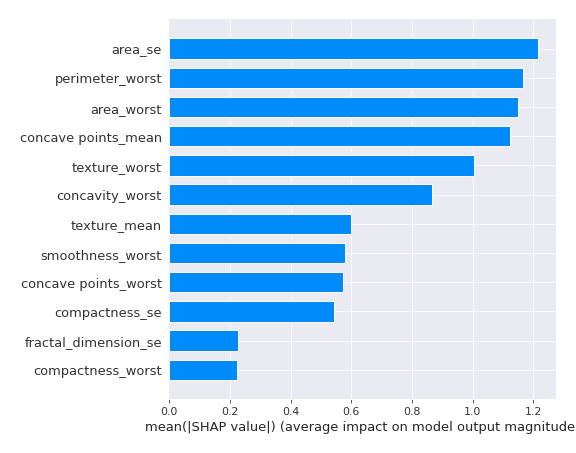 area_se
perimeter_worst
area_worst
concave points_mean
texture_worst
concavity_worst
texture_mean
smoothness_worst
concave points_worst
compactness_se
fractal_dimension_se
compactness_worst
0.0 0.2 0.4 0.6 0.8 1.0 1.2
mean(|SHAP value|) (average impact on model output magnitude